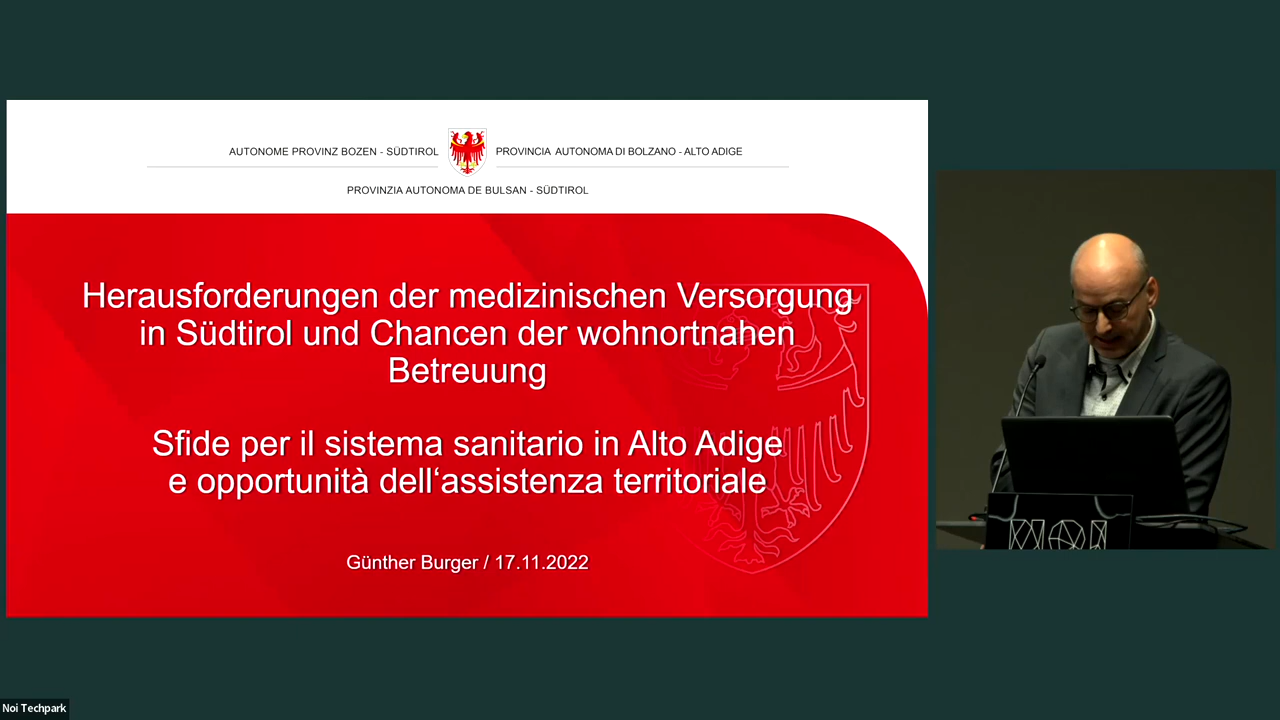 AUTONOME PROVINZ BOZEN - SÜDTIROL
PROVINCIA AUTONOMA DI BOLZANO - ALTO ADIGE
PROVINZIA AUTONOMA DE BULSAN - SÜDTIROL
Herausforderungen der medizinischen Versorgung
in Südtirol und Chancen der wohnortnahen
Betreuung
Sfide per il sistema sanitario in Alto Adige
e opportunità dell‘assistenza territoriale
Günther Burger / 17.11.2022
NOI
Noi Techpark